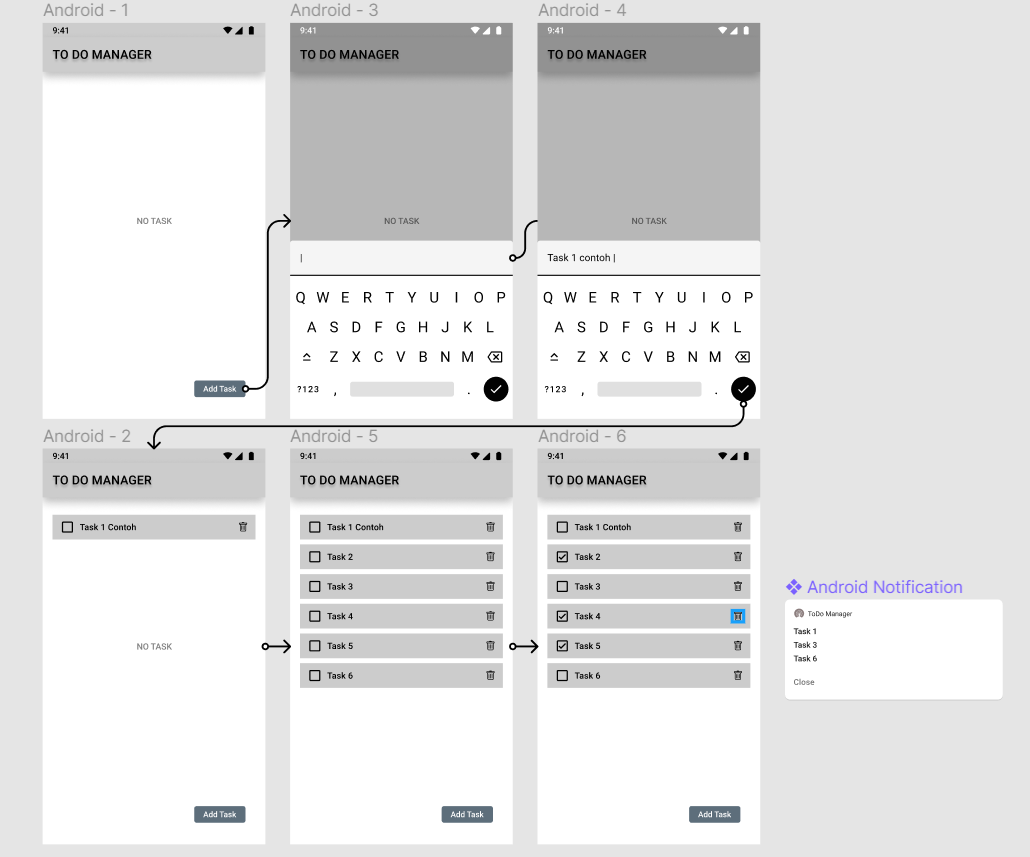 Android - 1
9:41
TO DO MANAGER
NO TASK
Add Task
Android - 3
9:41
TO DO MANAGER
NO TASK
|
Q W E R T Y U I O P
A S D F G H J K L
Z X C V B N M
?123 , .
Android - 4
9:41
TO DO MANAGER
NO TASK
Task 1 contoh |
Q W E R T Y U I O P
A S D F G H J K L
Z X C V B N M
?123 , .
Android - 2
9:41
TO DO MANAGER
Task 1 Contoh
NO TASK
Add Task
Android - 5
9:41
TO DO MANAGER
Task 1 Contoh
Task 2
Task 3
Task 4
Task 5
Task 6
Add Task
Android - 6
9:41
TO DO MANAGER
Task 1 Contoh
Task 2
Task 3
Task 4
Task 5
Task 6
Add Task
Android Notification
ToDo Manager
Task 1
Task 3
Task 6
Close